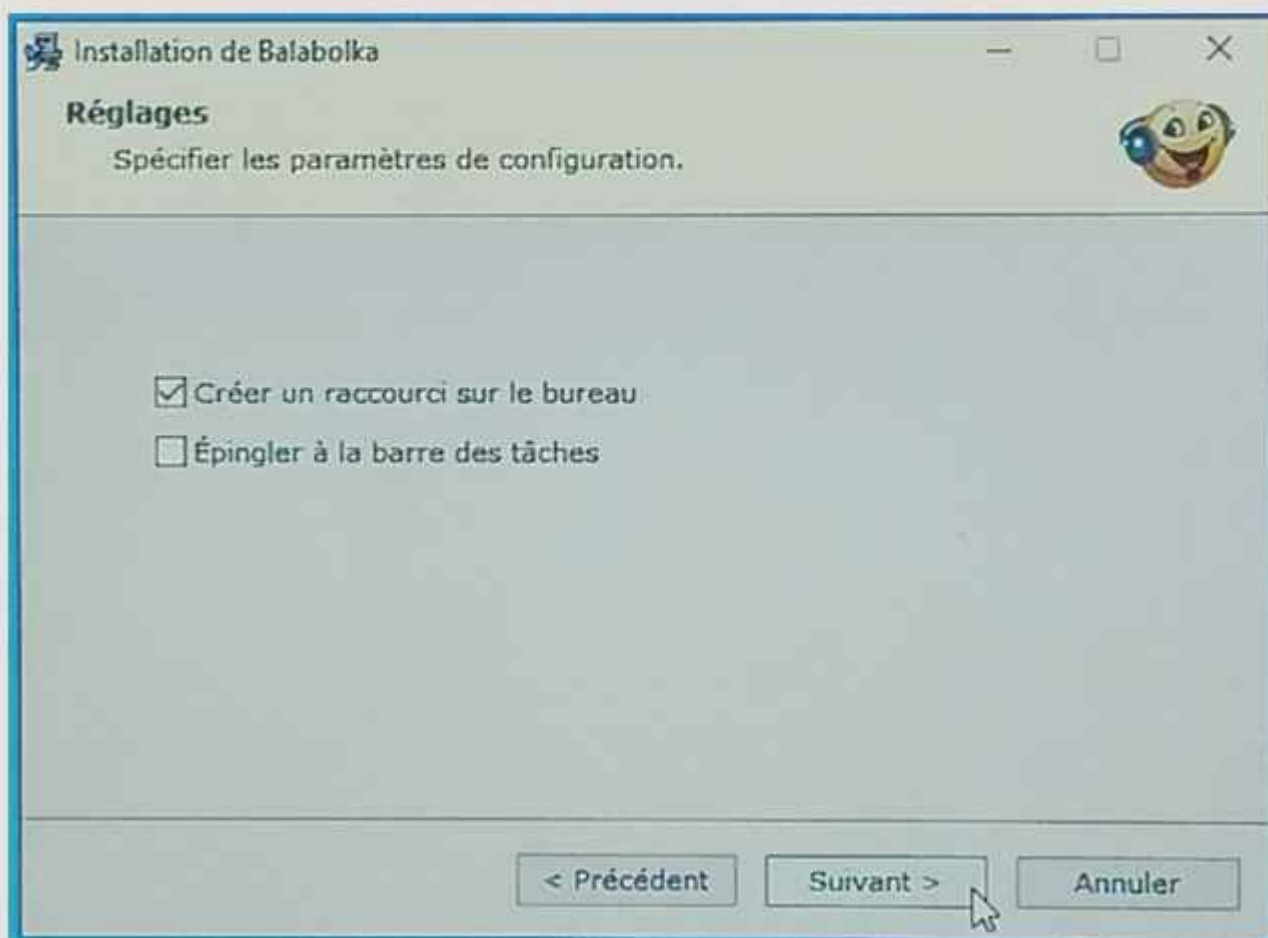 Installation de Balabolka
Réglages
Spécifier les paramètres de configuration.
Créer un raccourci sur le bureau
Épingler à la barre des tâches
< Précédent
Suivant >
Annuler